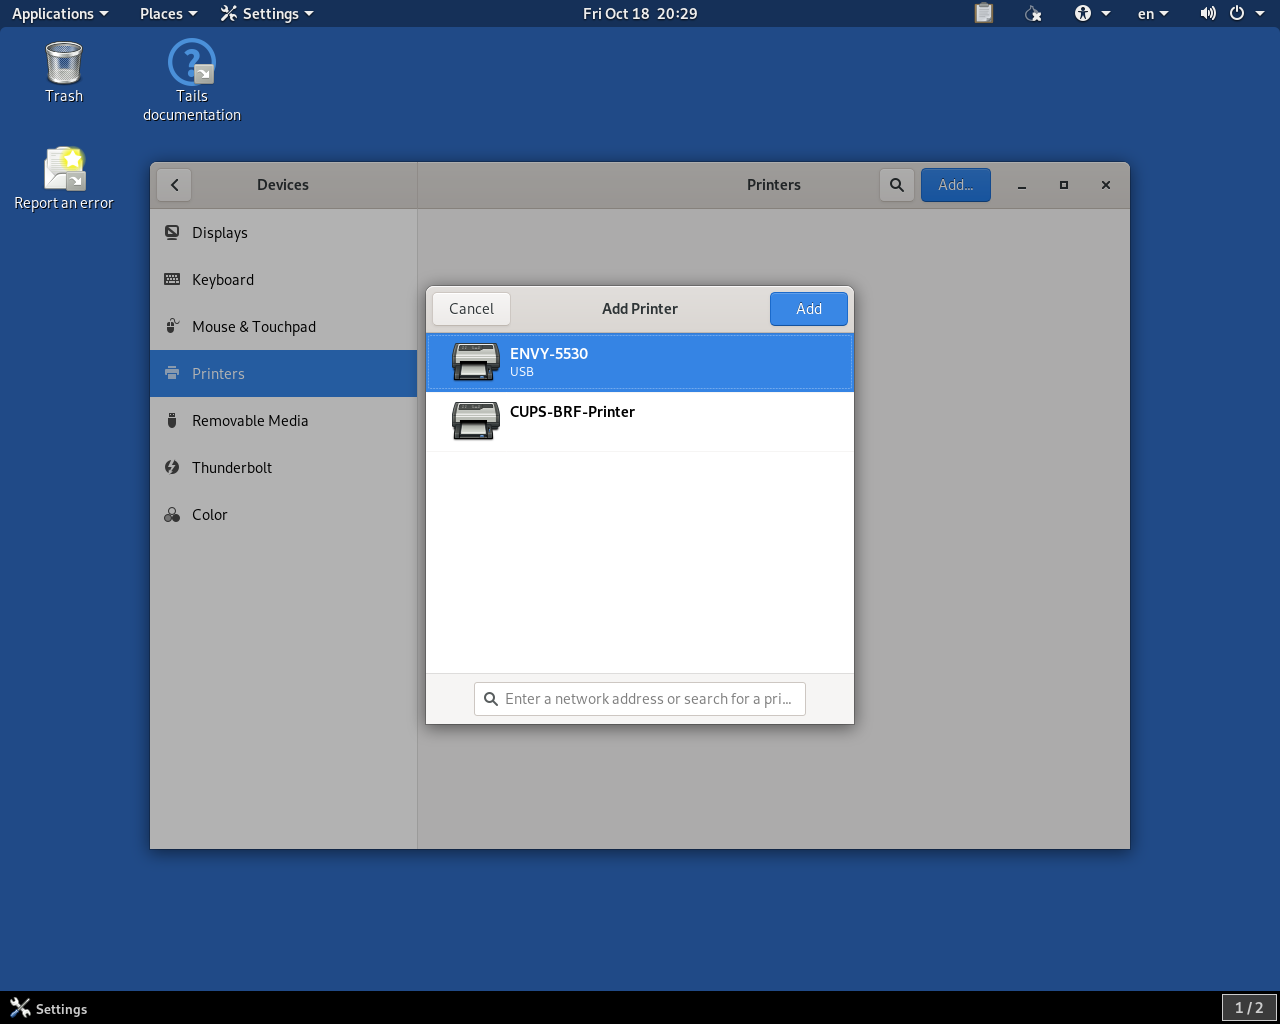 Applications Places Settings Fri Oct 18 20:29 en
Trash
Tails
documentation
Report an error
Devices Printers Add...
Displays
Keyboard
Mouse & Touchpad
Printers
Removable Media
Thunderbolt
Color
Cancel Add Printer Add
ENVY-5530
USB
CUPS-BRF-Printer
Enter a network address or search for a pri...
Settings 1 / 2